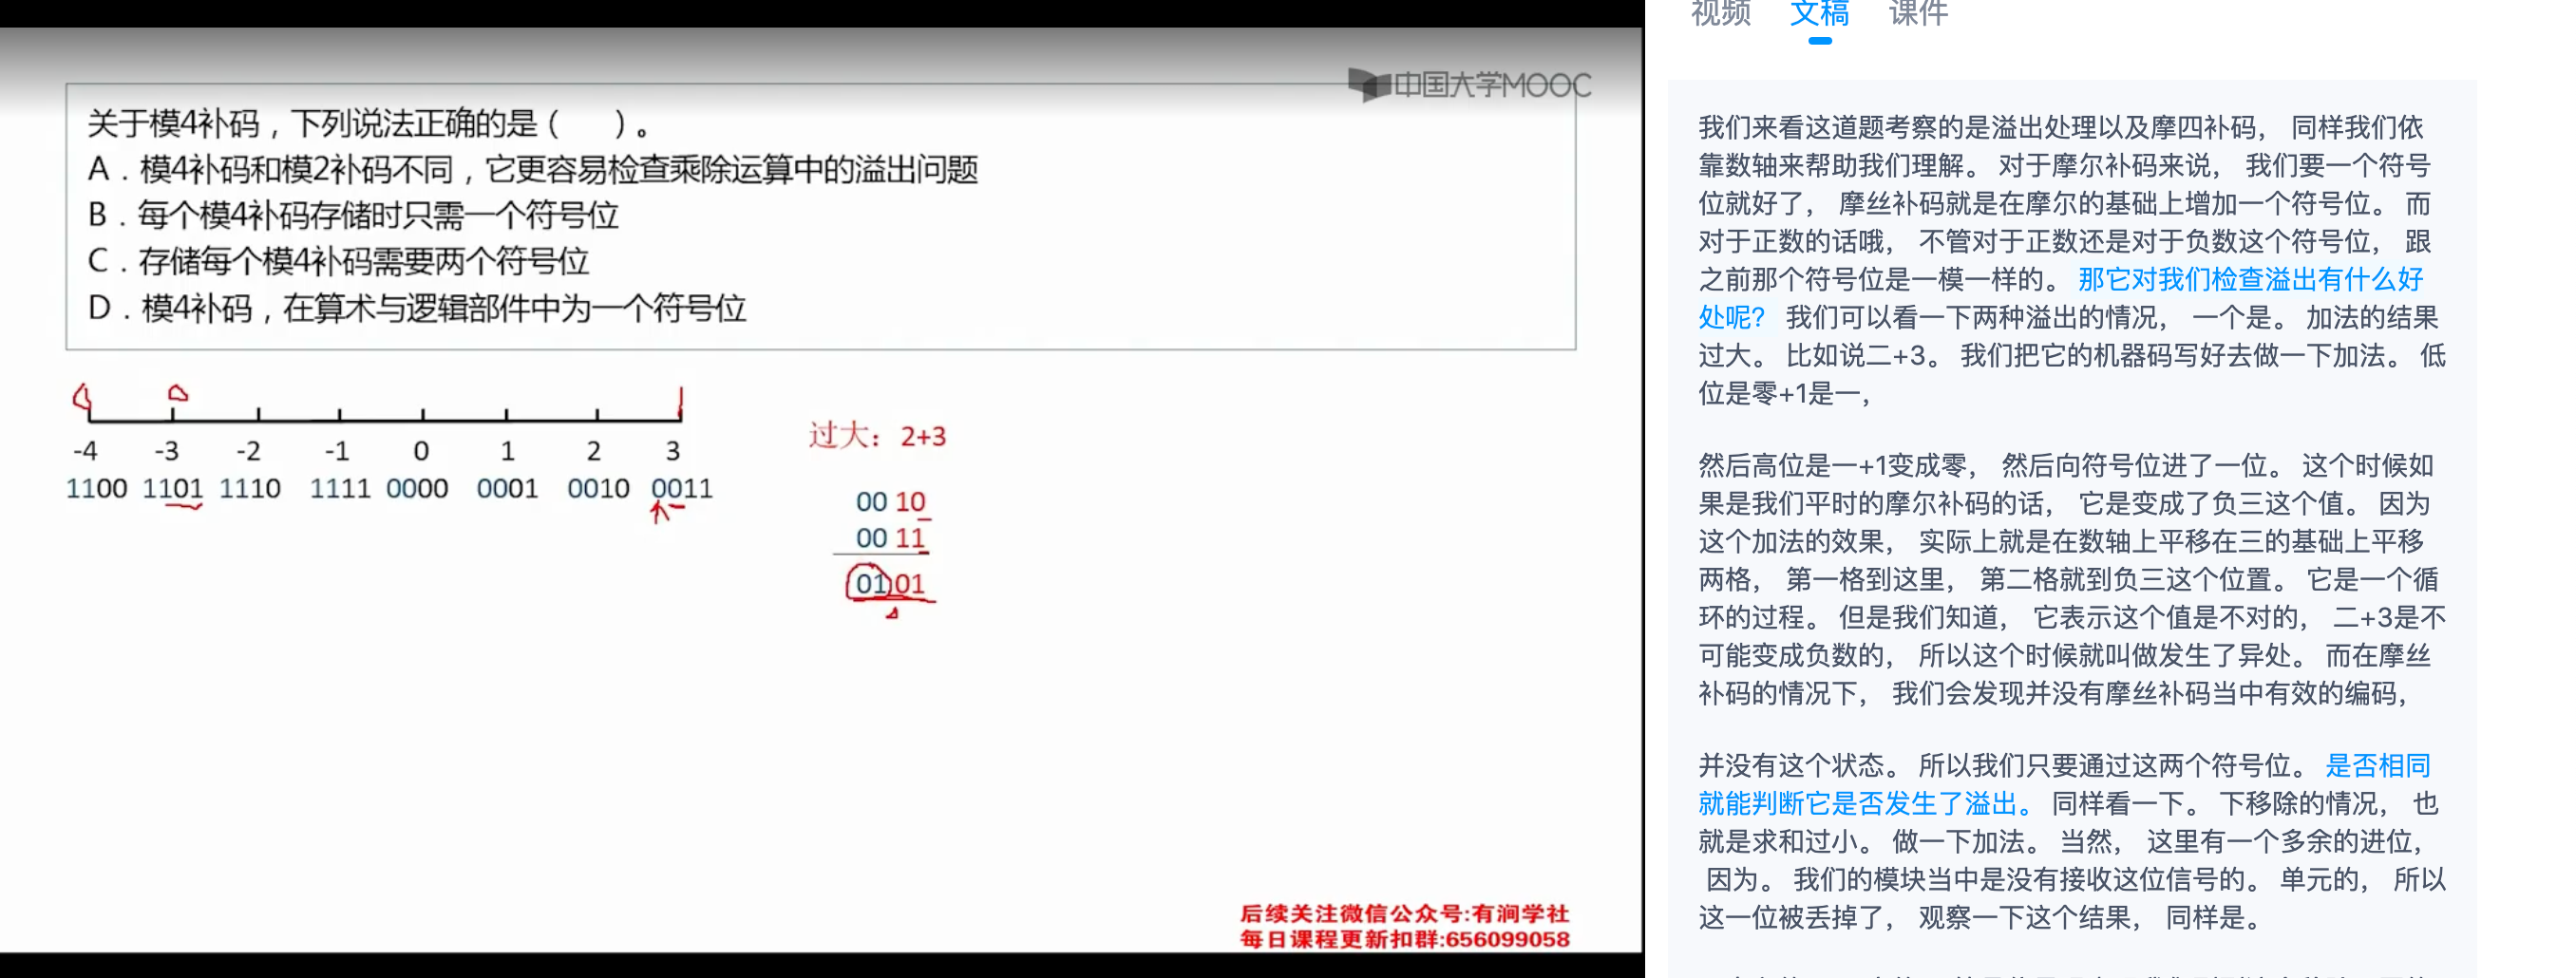 中国大学MOOC
关于模4补码，下列说法正确的是（　　）。
A．模4补码和模2补码不同，它更容易检查乘除运算中的溢出问题
B．每个模4补码存储时只需一个符号位
C．存储每个模4补码需要两个符号位
D．模4补码，在算术与逻辑部件中为一个符号位
-4 -3 -2 -1 0 1 2 3
1100 1101 1110 1111 0000 0001 0010 0011
过大：2+3
00 10
00 11
01 01
后续关注微信公众号:有涧学社
每日课程更新扣群:656099058
视频 文稿 课件
我们来看这道题考察的是溢出处理以及摩四补码， 同样我们依
靠数轴来帮助我们理解。 对于摩尔补码来说， 我们要一个符号
位就好了， 摩丝补码就是在摩尔的基础上增加一个符号位。 而
对于正数的话哦， 不管对于正数还是对于负数这个符号位， 跟
之前那个符号位是一模一样的。 那它对我们检查溢出有什么好
处呢? 我们可以看一下两种溢出的情况， 一个是。 加法的结果
过大。 比如说二+3。 我们把它的机器码写好去做一下加法。 低
位是零+1是一，
然后高位是一+1变成零， 然后向符号位进了一位。 这个时候如
果是我们平时的摩尔补码的话， 它是变成了负三这个值。 因为
这个加法的效果， 实际上就是在数轴上平移在三的基础上平移
两格， 第一格到这里， 第二格就到负三这个位置。 它是一个循
环的过程。 但是我们知道， 它表示这个值是不对的， 二+3是不
可能变成负数的， 所以这个时候就叫做发生了异处。 而在摩丝
补码的情况下， 我们会发现并没有摩丝补码当中有效的编码，
并没有这个状态。 所以我们只要通过这两个符号位。 是否相同
就能判断它是否发生了溢出。 同样看一下。 下移除的情况， 也
就是求和过小。 做一下加法。 当然， 这里有一个多余的进位，
因为。 我们的模块当中是没有接收这位信号的。 单元的， 所以
这一位被丢掉了， 观察一下这个结果， 同样是。